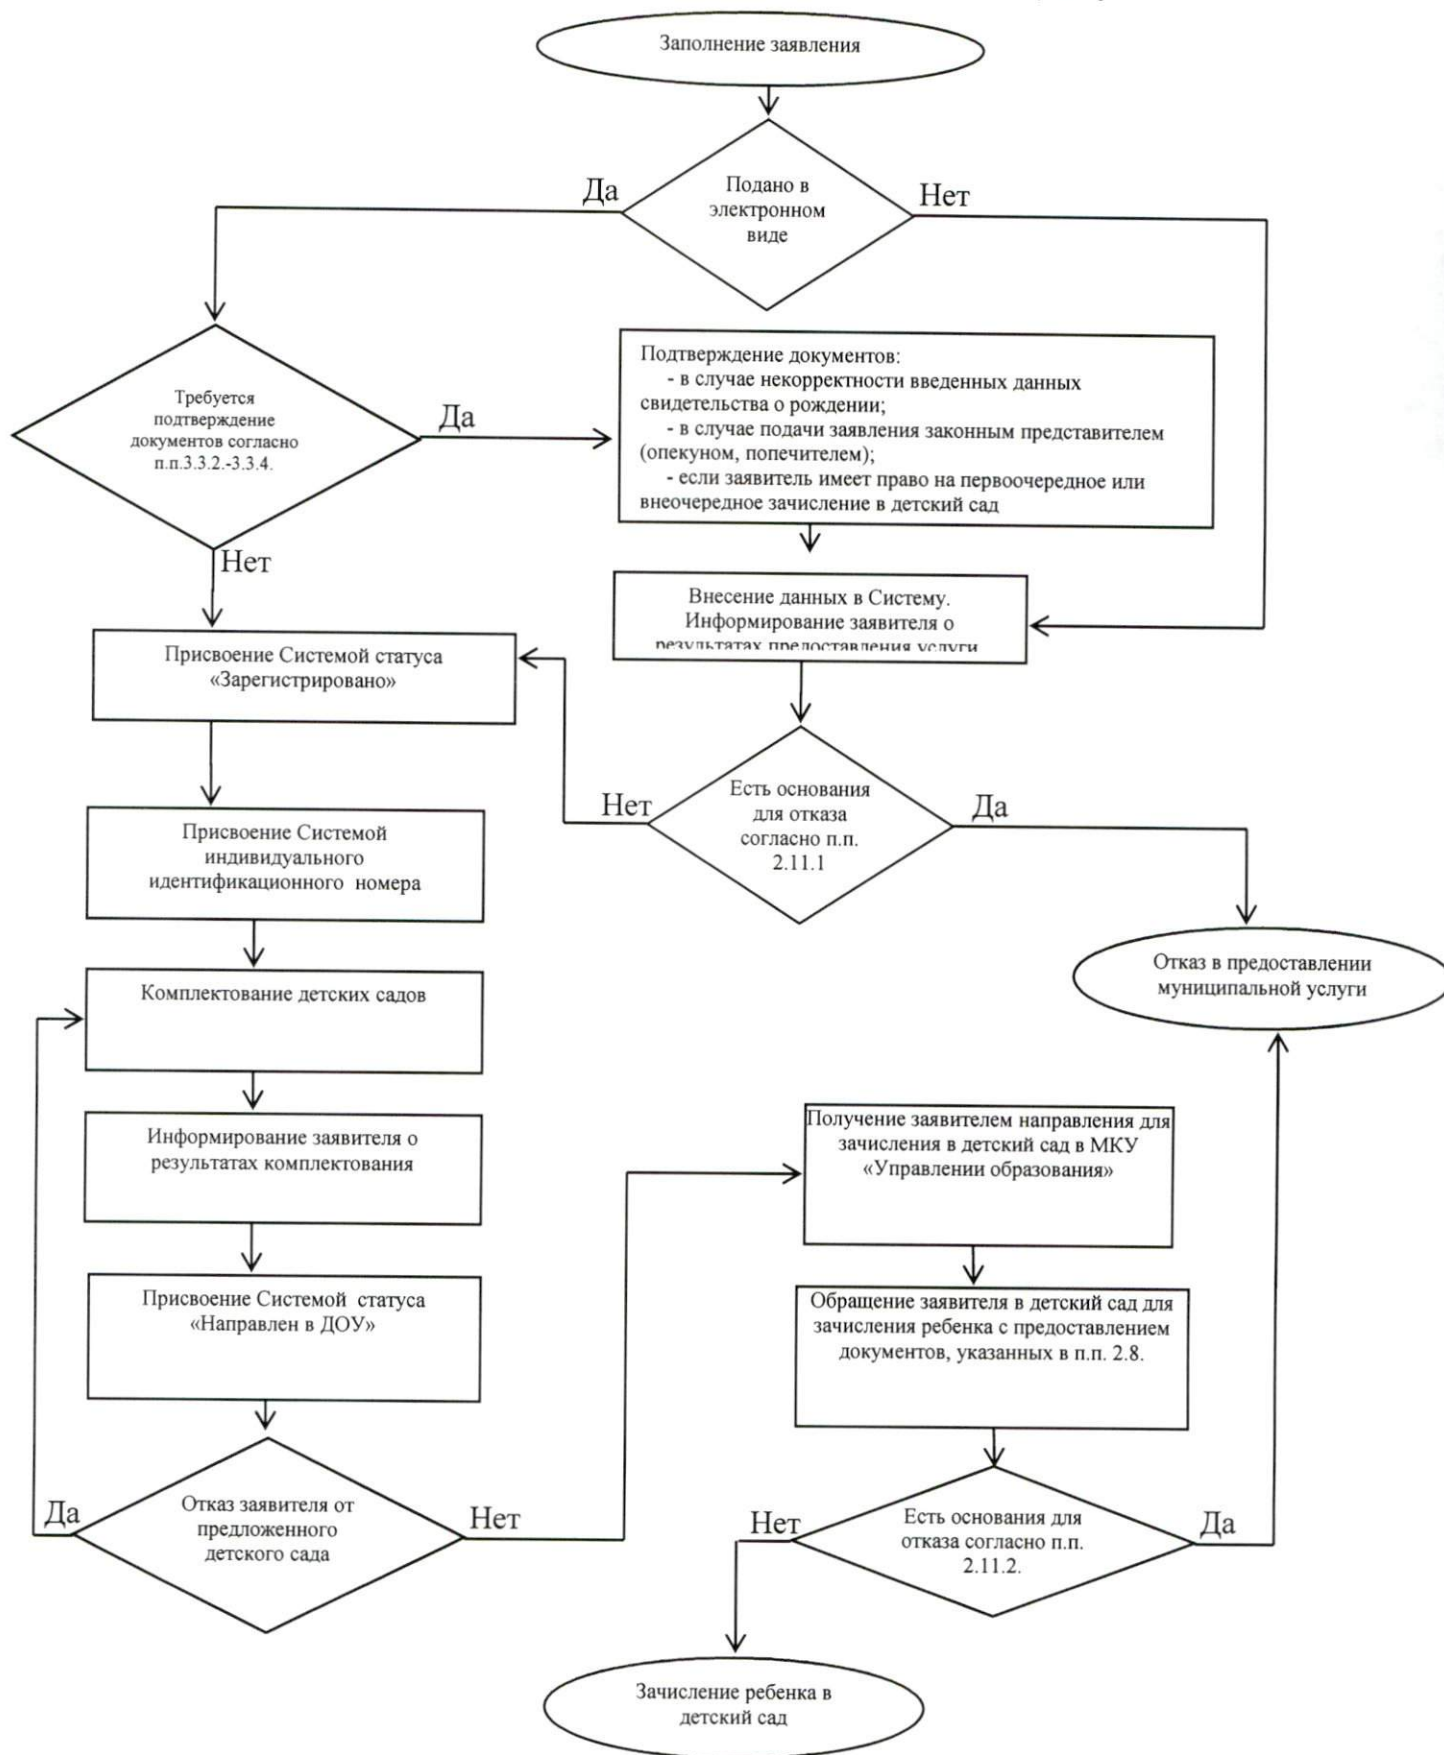 Заполнение заявления
Подано в
электронном
виде
Да
Нет
Требуется
подтверждение
документов согласно
п.п.3.3.2.-3.3.4.
Да
Нет
Подтверждение документов:
- в случае некорректности введенных данных
свидетельства о рождении;
- в случае подачи заявления законным представителем
(опекуном, попечителем);
- если заявитель имеет право на первоочередное или
внеочередное зачисление в детский сад
Внесение данных в Систему.
Информирование заявителя о
результатах предоставления услуги
Присвоение Системой статуса
«Зарегистрировано»
Есть основания
для отказа
согласно п.п.
2.11.1
Нет
Да
Присвоение Системой
индивидуального
идентификационного номера
Отказ в предоставлении
муниципальной услуги
Комплектование детских садов
Информирование заявителя о
результатах комплектования
Присвоение Системой статуса
«Направлен в ДОУ»
Отказ заявителя от
предложенного
детского сада
Да
Нет
Получение заявителем направления для
зачисления в детский сад в МКУ
«Управлении образования»
Обращение заявителя в детский сад для
зачисления ребенка с предоставлением
документов, указанных в п.п. 2.8.
Есть основания для
отказа согласно п.п.
2.11.2.
Нет
Да
Зачисление ребенка в
детский сад